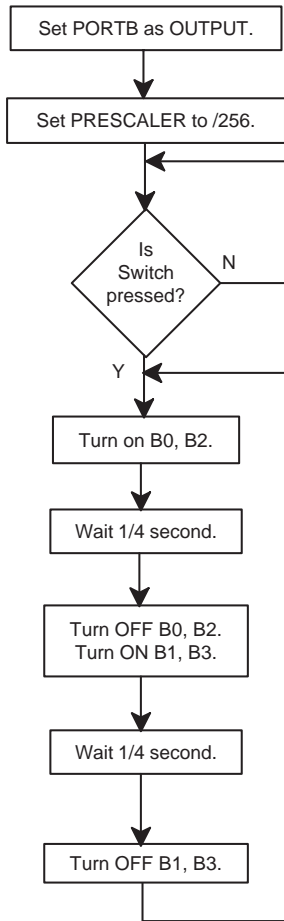 Set PORTB as OUTPUT.
Set PRESCALER to /256.
Is
Switch
pressed?
N
Y
Turn on B0, B2.
Wait 1/4 second.
Turn OFF B0, B2.
Turn ON B1, B3.
Wait 1/4 second.
Turn OFF B1, B3.